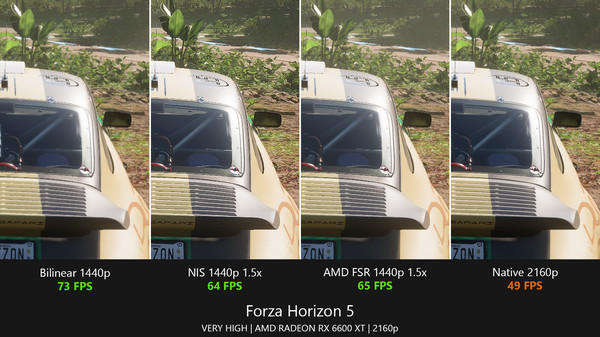 Bilinear 1440p
73 FPS
NIS 1440p 1.5x
64 FPS
AMD FSR 1440p 1.5x
65 FPS
Native 2160p
49 FPS
Forza Horizon 5
VERY HIGH | AMD RADEON RX 6600 XT | 2160p